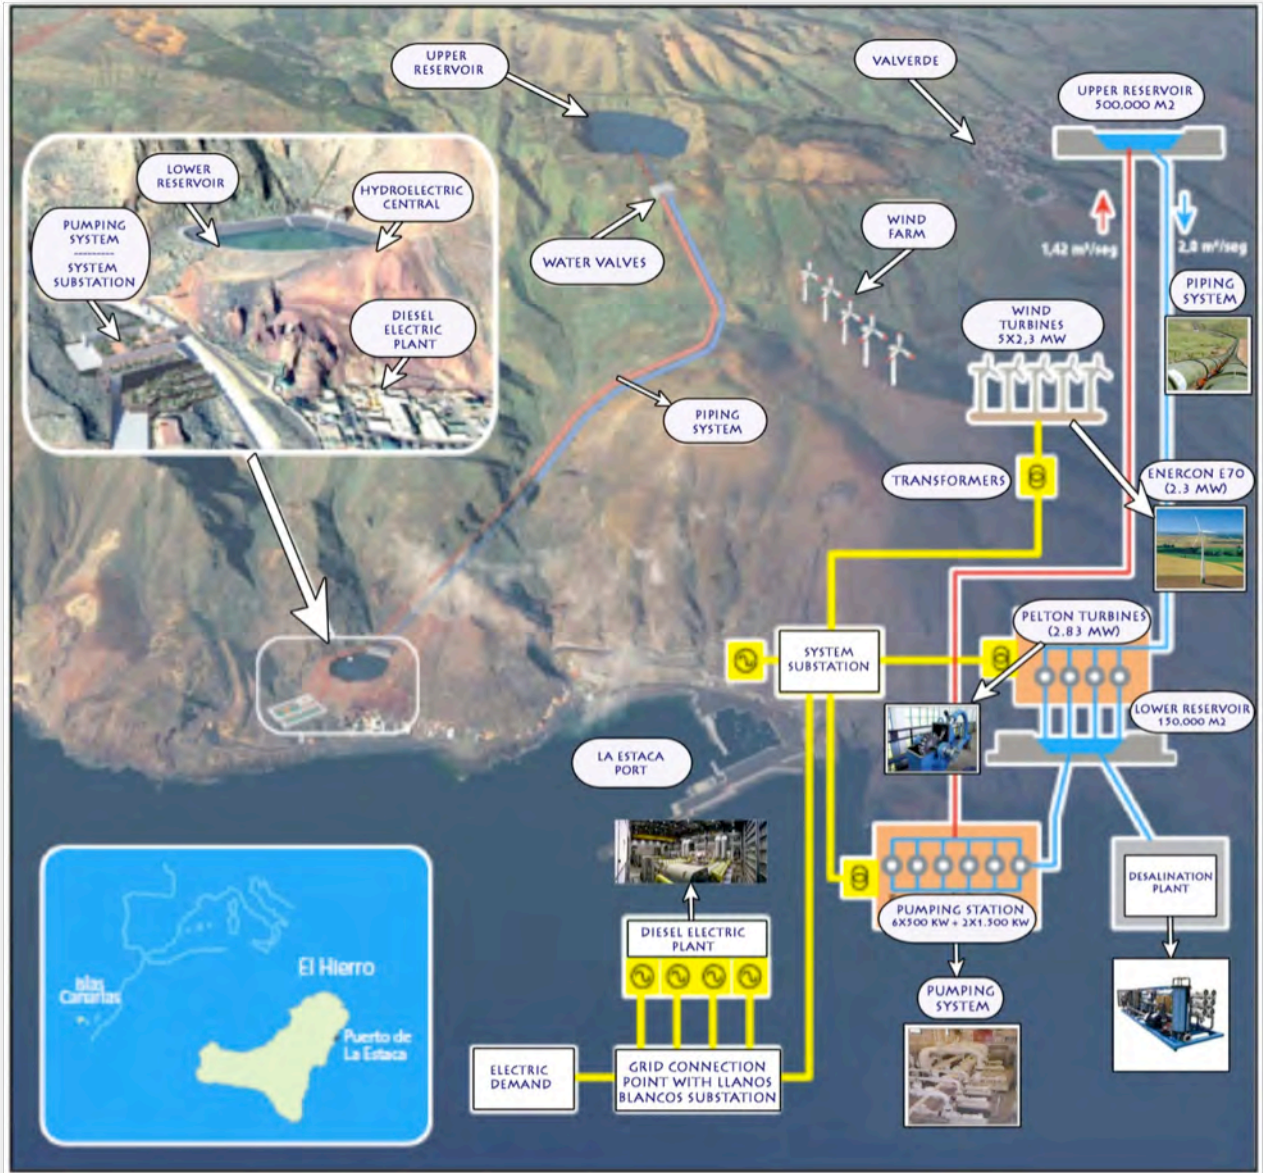 UPPER
RESERVOIR
VALVERDE
UPPER RESERVOIR
500.000 M2
LOWER
RESERVOIR
HYDROELECTRIC
CENTRAL
PUMPING
SYSTEM
---------
SYSTEM
SUBSTATION
DIESEL
ELECTRIC
PLANT
WATER VALVES
WIND
FARM
1,42 m³/seg
2,0 m³/seg
PIPING
SYSTEM
WIND
TURBINES
5X2,3 MW
PIPING
SYSTEM
TRANSFORMERS
ENERCON E70
(2.3 MW)
PELTON TURBINES
(2.83 MW)
SYSTEM
SUBSTATION
LOWER RESERVOIR
150.000 M2
LA ESTACA
PORT
DESALINATION
PLANT
PUMPING STATION
6X500 KW + 2X1.500 KW
DIESEL ELECTRIC
PLANT
PUMPING
SYSTEM
El Hierro
Islas
Canarias
Puerto de
La Estaca
ELECTRIC
DEMAND
GRID CONNECTION
POINT WITH LLANOS
BLANCOS SUBSTATION